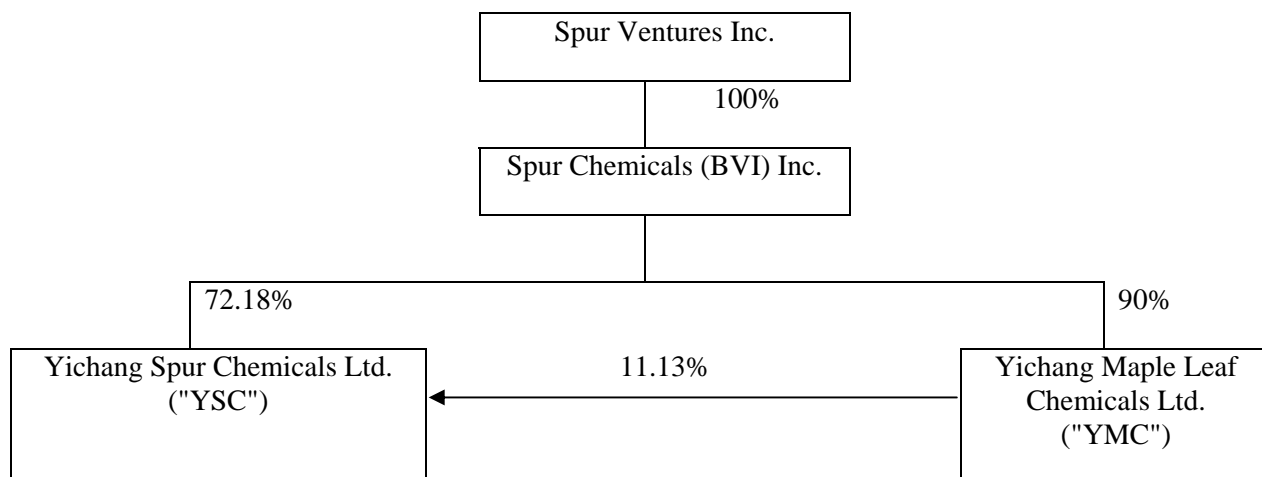 Spur Ventures Inc.
100%
Spur Chemicals (BVI) Inc.
72.18%
90%
Yichang Spur Chemicals Ltd.
("YSC")
11.13%
Yichang Maple Leaf
Chemicals Ltd.
("YMC")